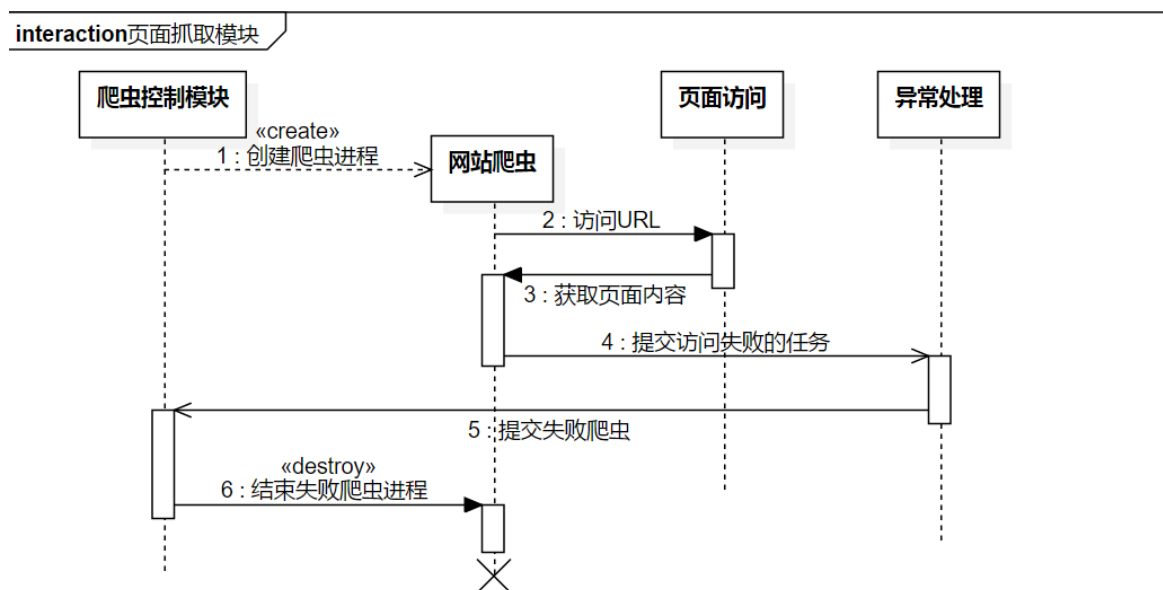 interaction页面抓取模块
爬虫控制模块
页面访问
异常处理
«create»
1 : 创建爬虫进程
网站爬虫
2 : 访问URL
3 : 获取页面内容
4 : 提交访问失败的任务
5 : 提交失败爬虫
«destroy»
6 : 结束失败爬虫进程